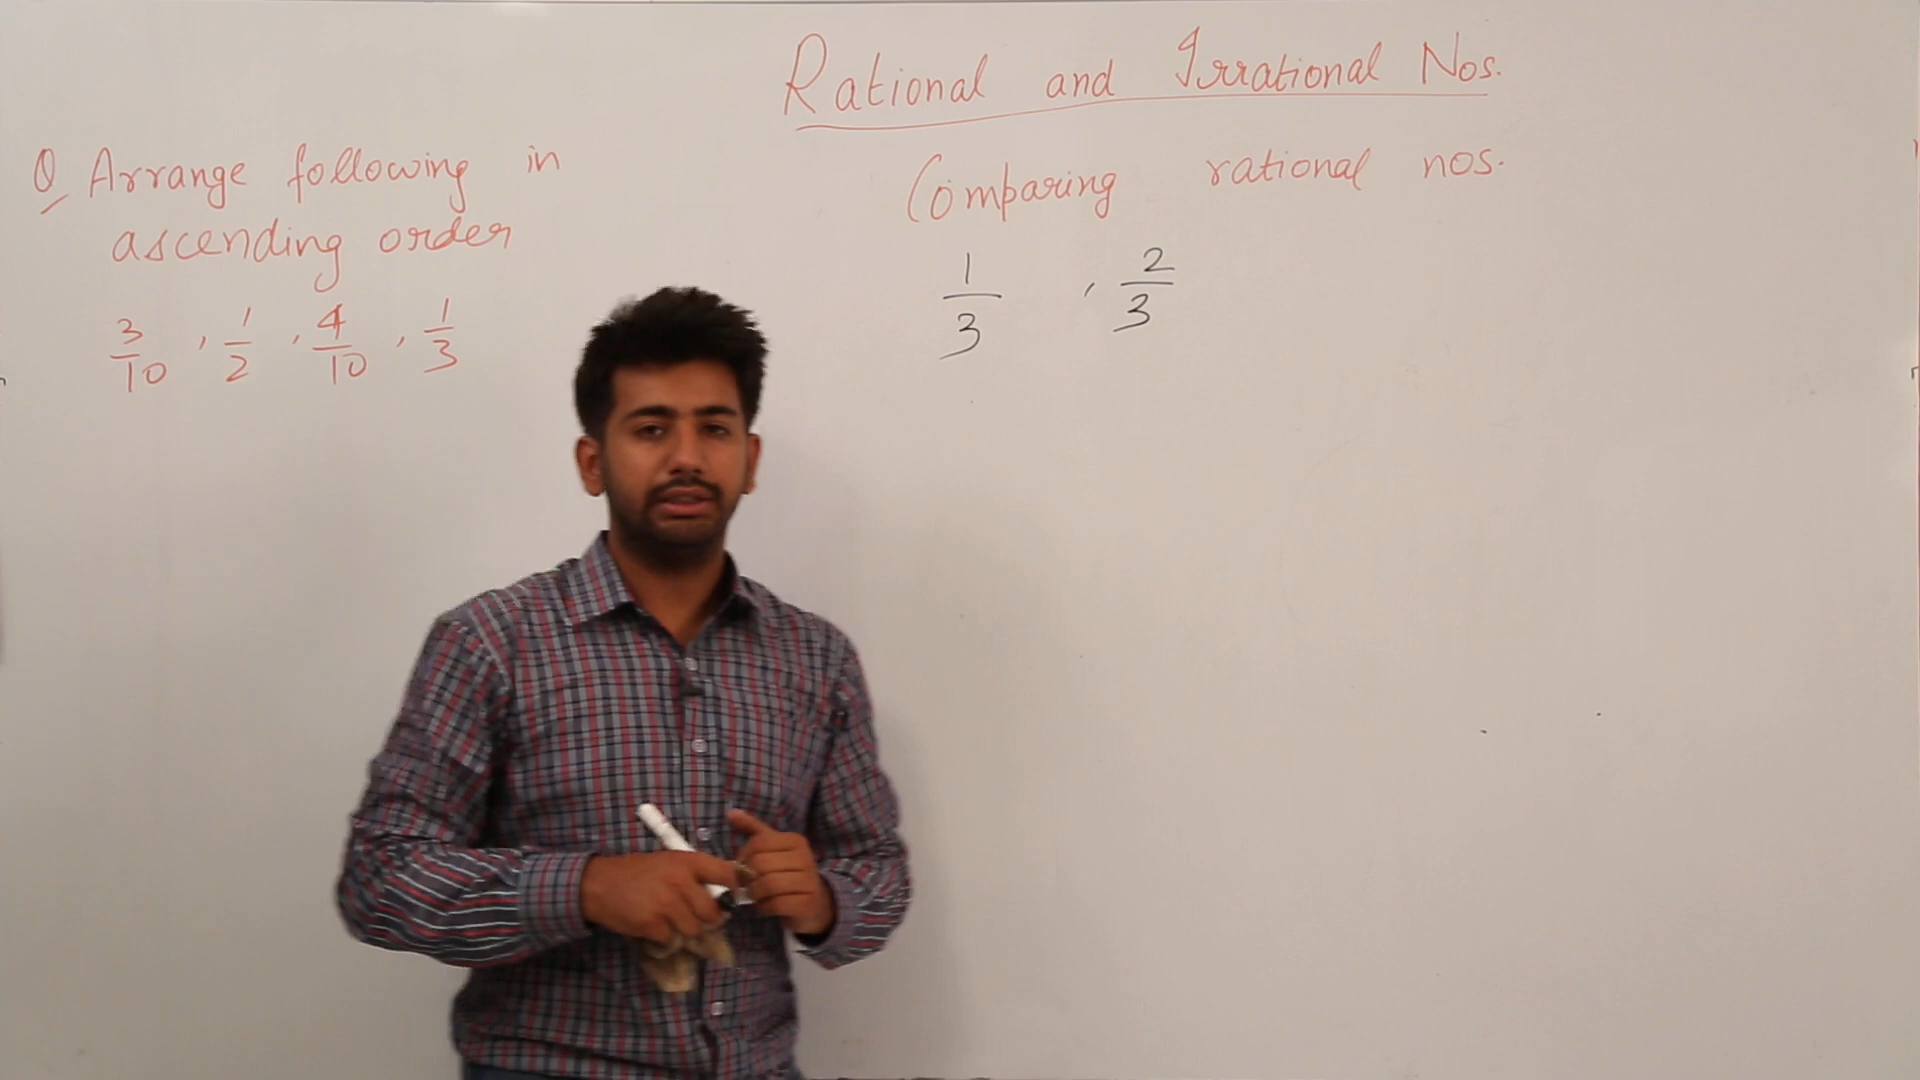 Rational and Irrational Nos.
Q Arrange following in
ascending order
3/10 , 1/2 , 4/10 , 1/3
Comparing rational nos.
1/3 , 2/3